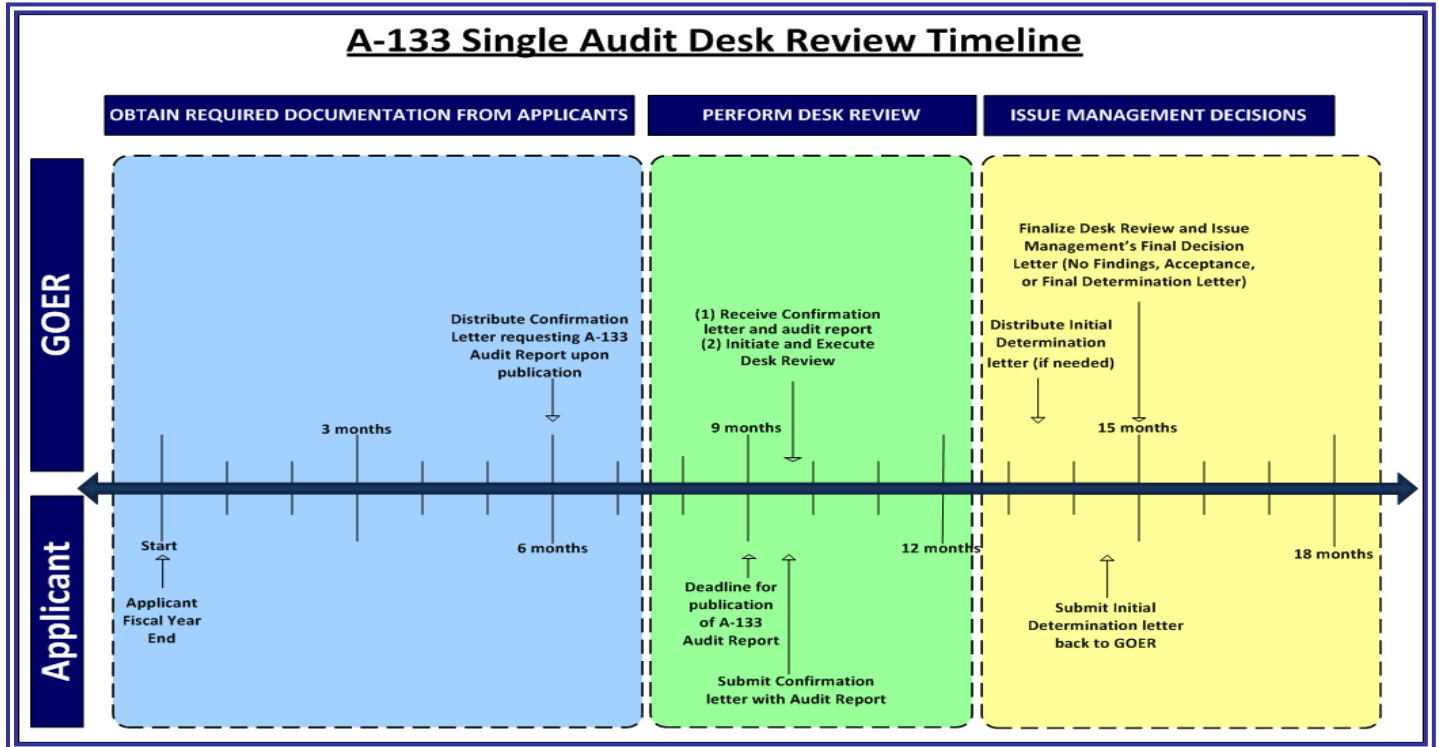 A-133 Single Audit Desk Review Timeline
OBTAIN REQUIRED DOCUMENTATION FROM APPLICANTS
PERFORM DESK REVIEW
ISSUE MANAGEMENT DECISIONS
GOER
Distribute Confirmation
Letter requesting A-133
Audit Report upon
publication
(1) Receive Confirmation
letter and audit report
(2) Initiate and Execute
Desk Review
Finalize Desk Review and Issue
Management's Final Decision
Letter (No Findings, Acceptance,
or Final Determination Letter)
Distribute Initial
Determination
letter (if needed)
3 months
9 months
15 months
Applicant
Start
6 months
12 months
18 months
Applicant
Fiscal Year
End
Deadline for
publication
of A-133
Audit Report
Submit Confirmation
letter with Audit Report
Submit Initial
Determination letter
back to GOER